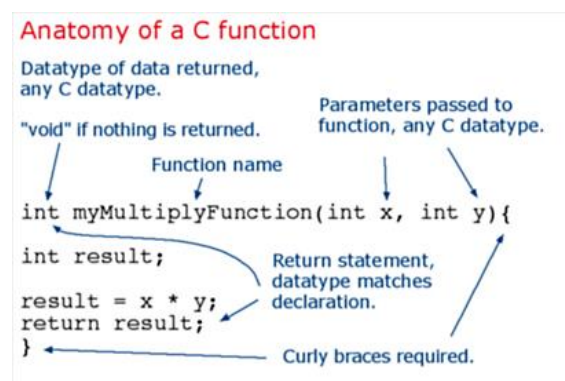 Anatomy of a C function
Datatype of data returned,
any C datatype.
"void" if nothing is returned.
Parameters passed to
function, any C datatype.
Function name
int myMultiplyFunction(int x, int y){
int result;
Return statement,
datatype matches
declaration.
result = x * y;
return result;
}
Curly braces required.